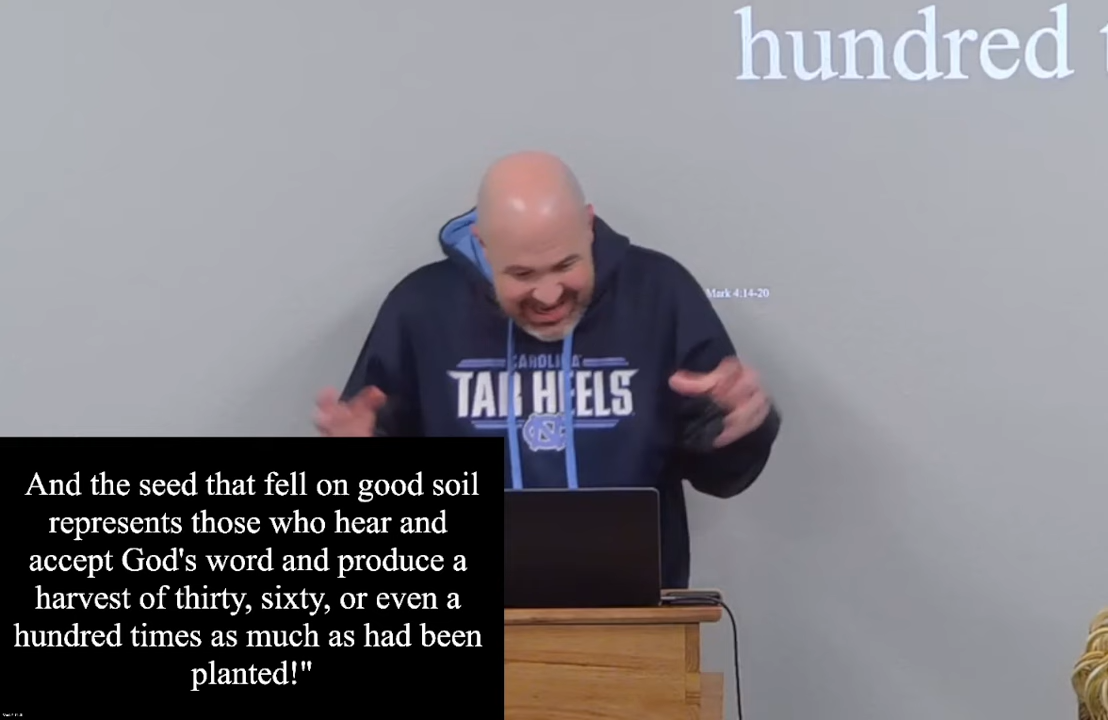 hundred
Mark 4:14-20
CAROLINA
TAR HEELS
NC
And the seed that fell on good soil
represents those who hear and
accept God's word and produce a
harvest of thirty, sixty, or even a
hundred times as much as had been
planted!"